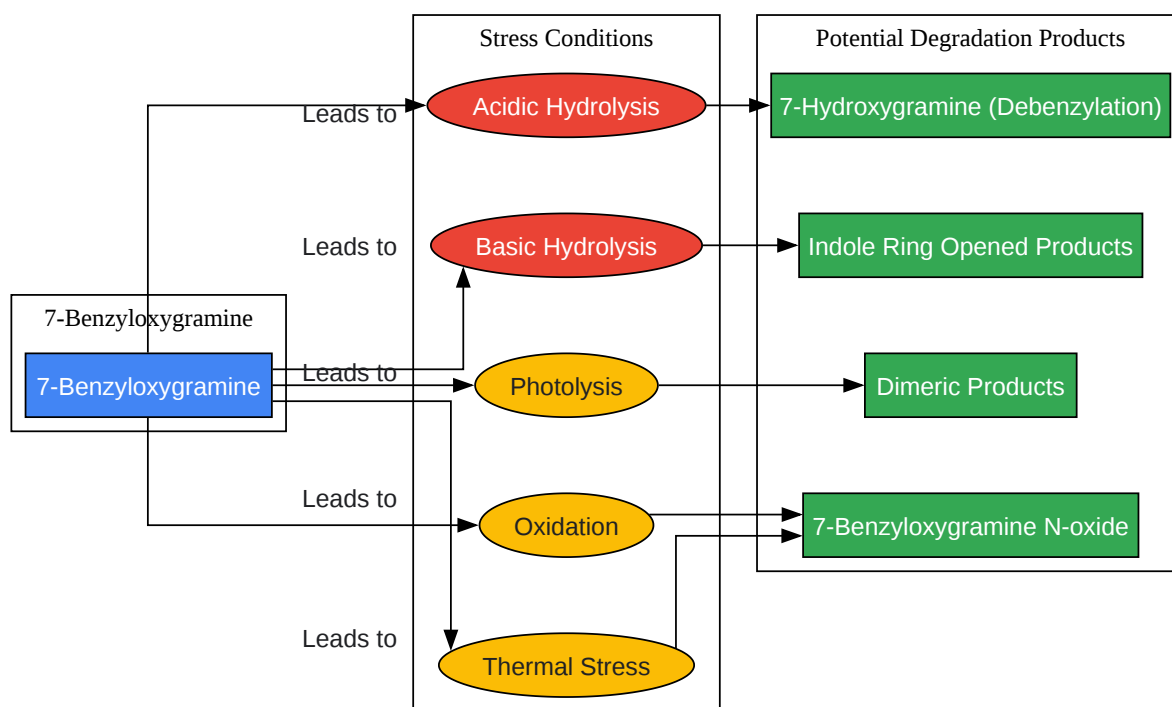 Stress Conditions
Potential Degradation Products
Leads to
Acidic Hydrolysis
7-Hydroxygramine (Debenzylation)
Leads to
Basic Hydrolysis
Indole Ring Opened Products
7-Benzyloxygramine
7-Benzyloxygramine
Leads to
Photolysis
Dimeric Products
Leads to
Oxidation
7-Benzyloxygramine N-oxide
Leads to
Thermal Stress